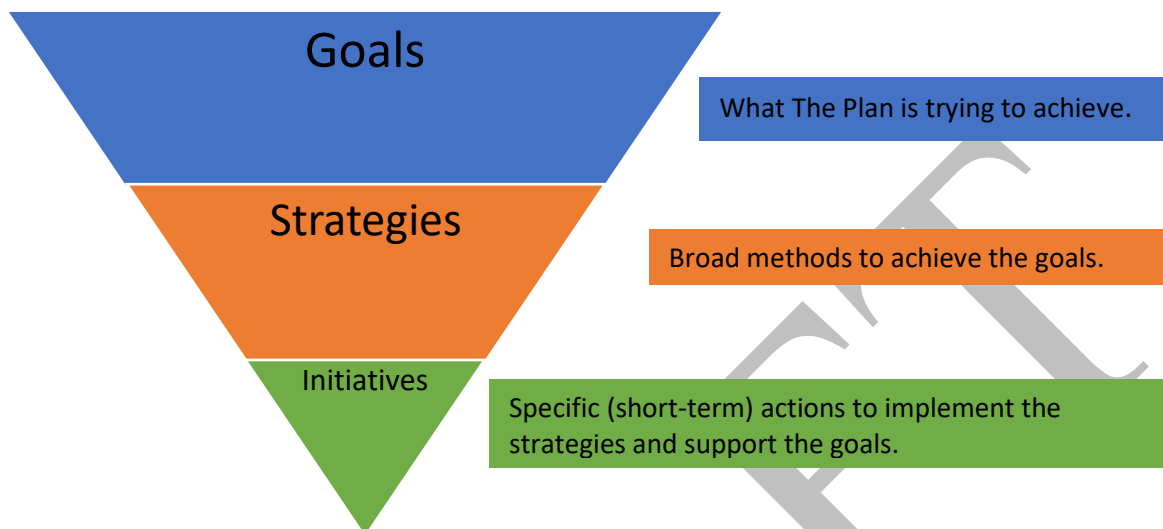 Goals
What The Plan is trying to achieve.
Strategies
Broad methods to achieve the goals.
Initiatives
Specific (short-term) actions to implement the
strategies and support the goals.